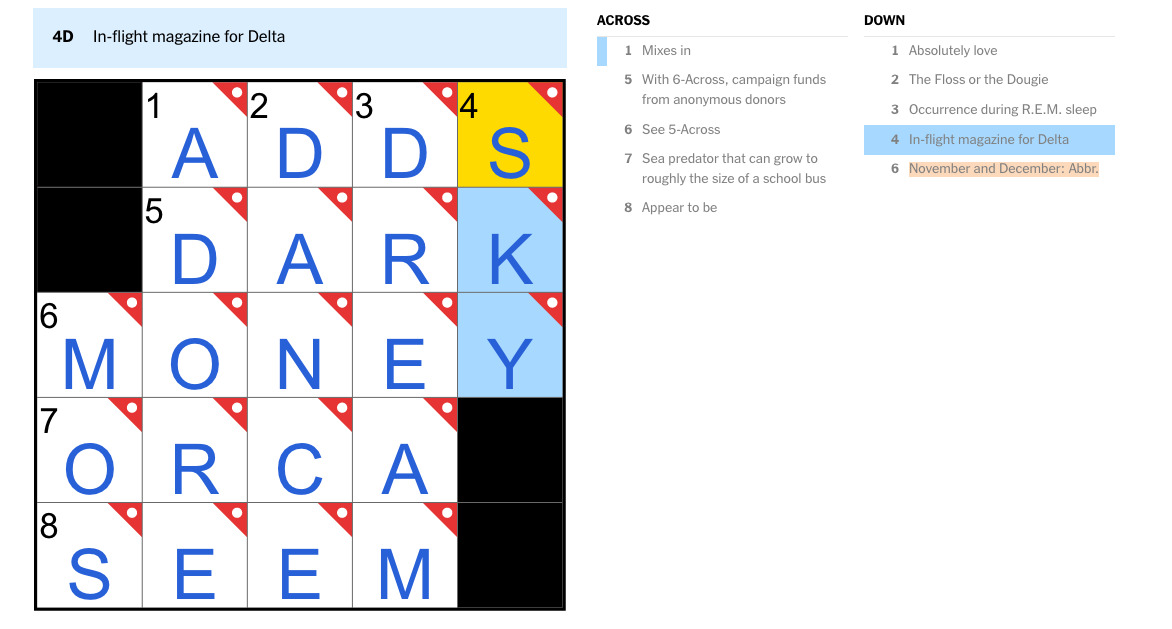 4D In-flight magazine for Delta
1 A 2 D 3 D 4 S
5 D A R K
6 M O N E Y
7 O R C A
8 S E E M
ACROSS
1 Mixes in
5 With 6-Across, campaign funds
from anonymous donors
6 See 5-Across
7 Sea predator that can grow to
roughly the size of a school bus
8 Appear to be
DOWN
1 Absolutely love
2 The Floss or the Dougie
3 Occurrence during R.E.M. sleep
4 In-flight magazine for Delta
6 November and December: Abbr.